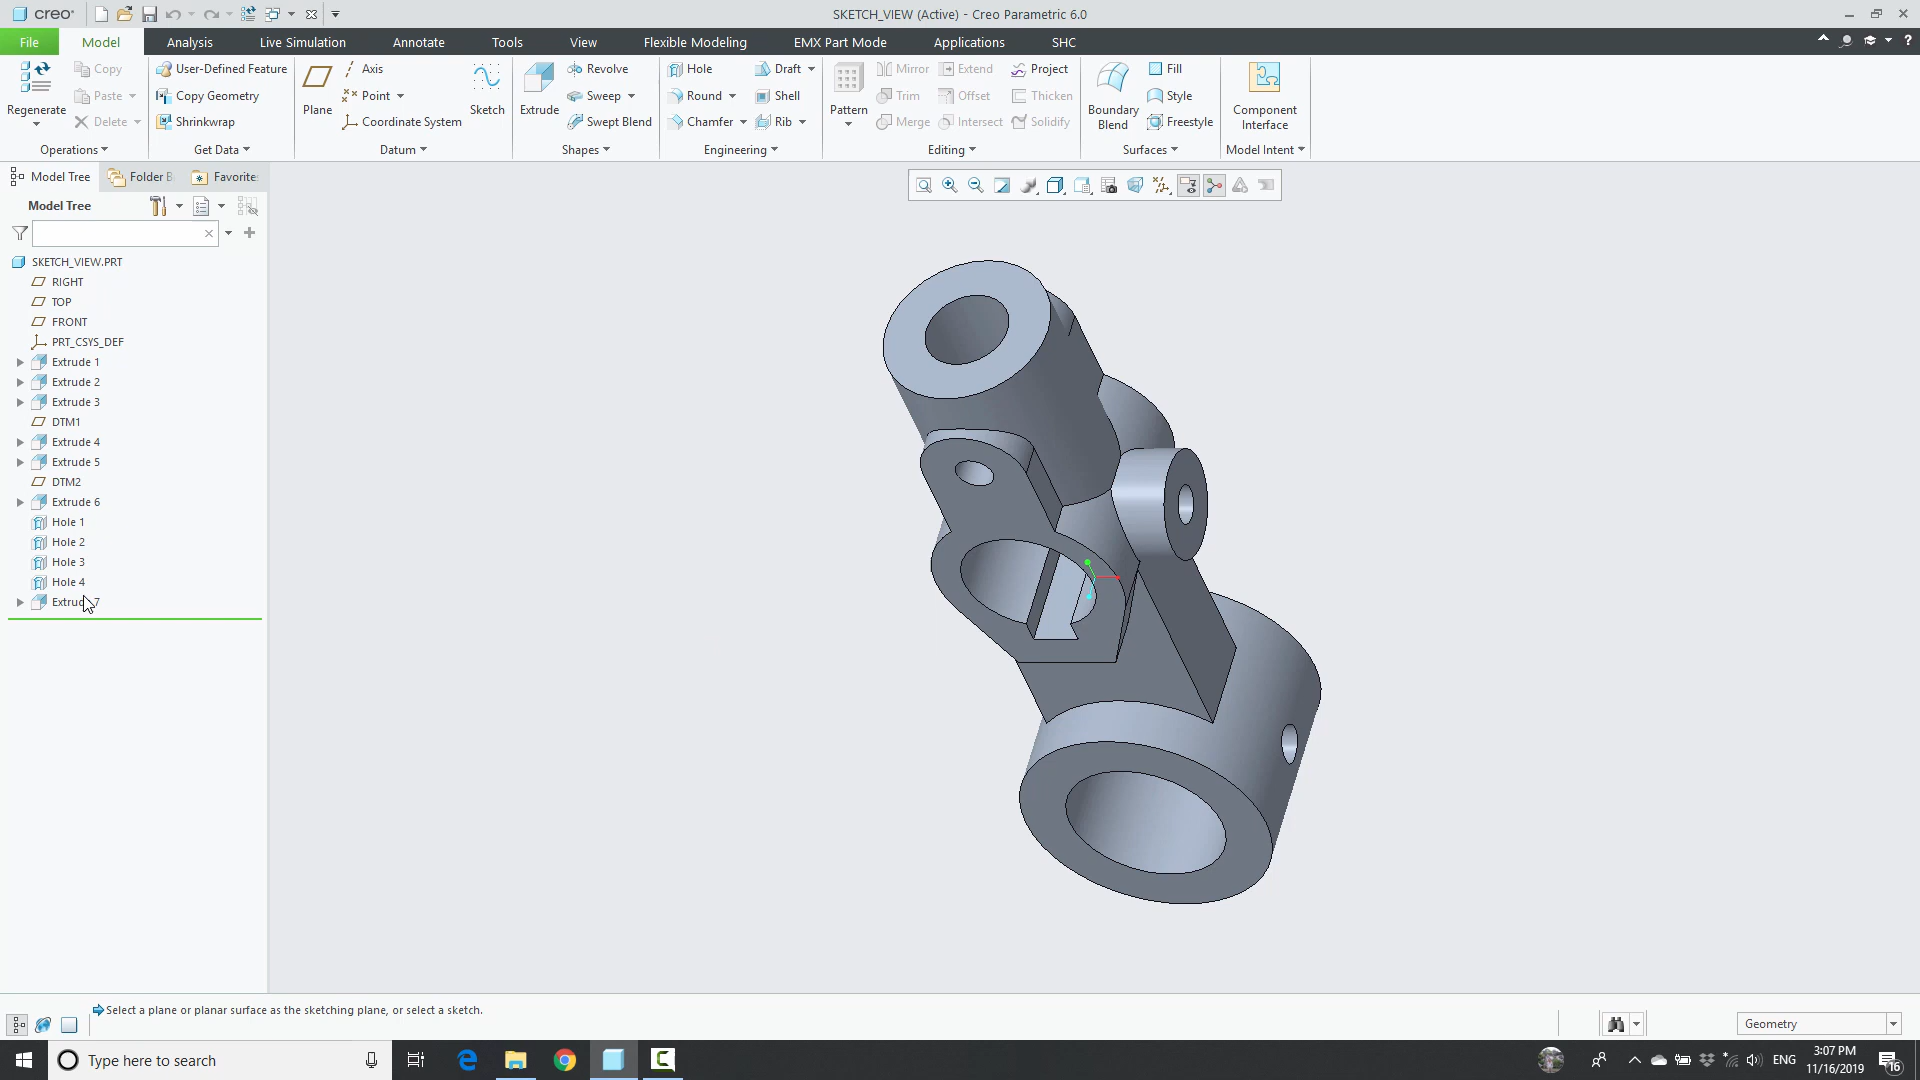 creo
SKETCH_VIEW (Active) - Creo Parametric 6.0
File Model Analysis Live Simulation Annotate Tools View Flexible Modeling EMX Part Mode Applications SHC
Regenerate
Copy
Paste
Delete
Operations
User-Defined Feature
Copy Geometry
Shrinkwrap
Get Data
Plane
Axis
Point
Coordinate System
Sketch
Datum
Extrude
Revolve
Sweep
Swept Blend
Shapes
Hole
Round
Chamfer
Draft
Shell
Rib
Engineering
Pattern
Mirror
Trim
Merge
Extend
Offset
Intersect
Project
Thicken
Solidify
Editing
Boundary
Blend
Fill
Style
Freestyle
Surfaces
Component
Interface
Model Intent
Model Tree
Folder B
Favorite
Model Tree
SKETCH_VIEW.PRT
RIGHT
TOP
FRONT
PRT_CSYS_DEF
Extrude 1
Extrude 2
Extrude 3
DTM1
Extrude 4
Extrude 5
DTM2
Extrude 6
Hole 1
Hole 2
Hole 3
Hole 4
Extrude 7
Select a plane or planar surface as the sketching plane, or select a sketch.
Geometry
Type here to search
ENG
3:07 PM
11/16/2019
16